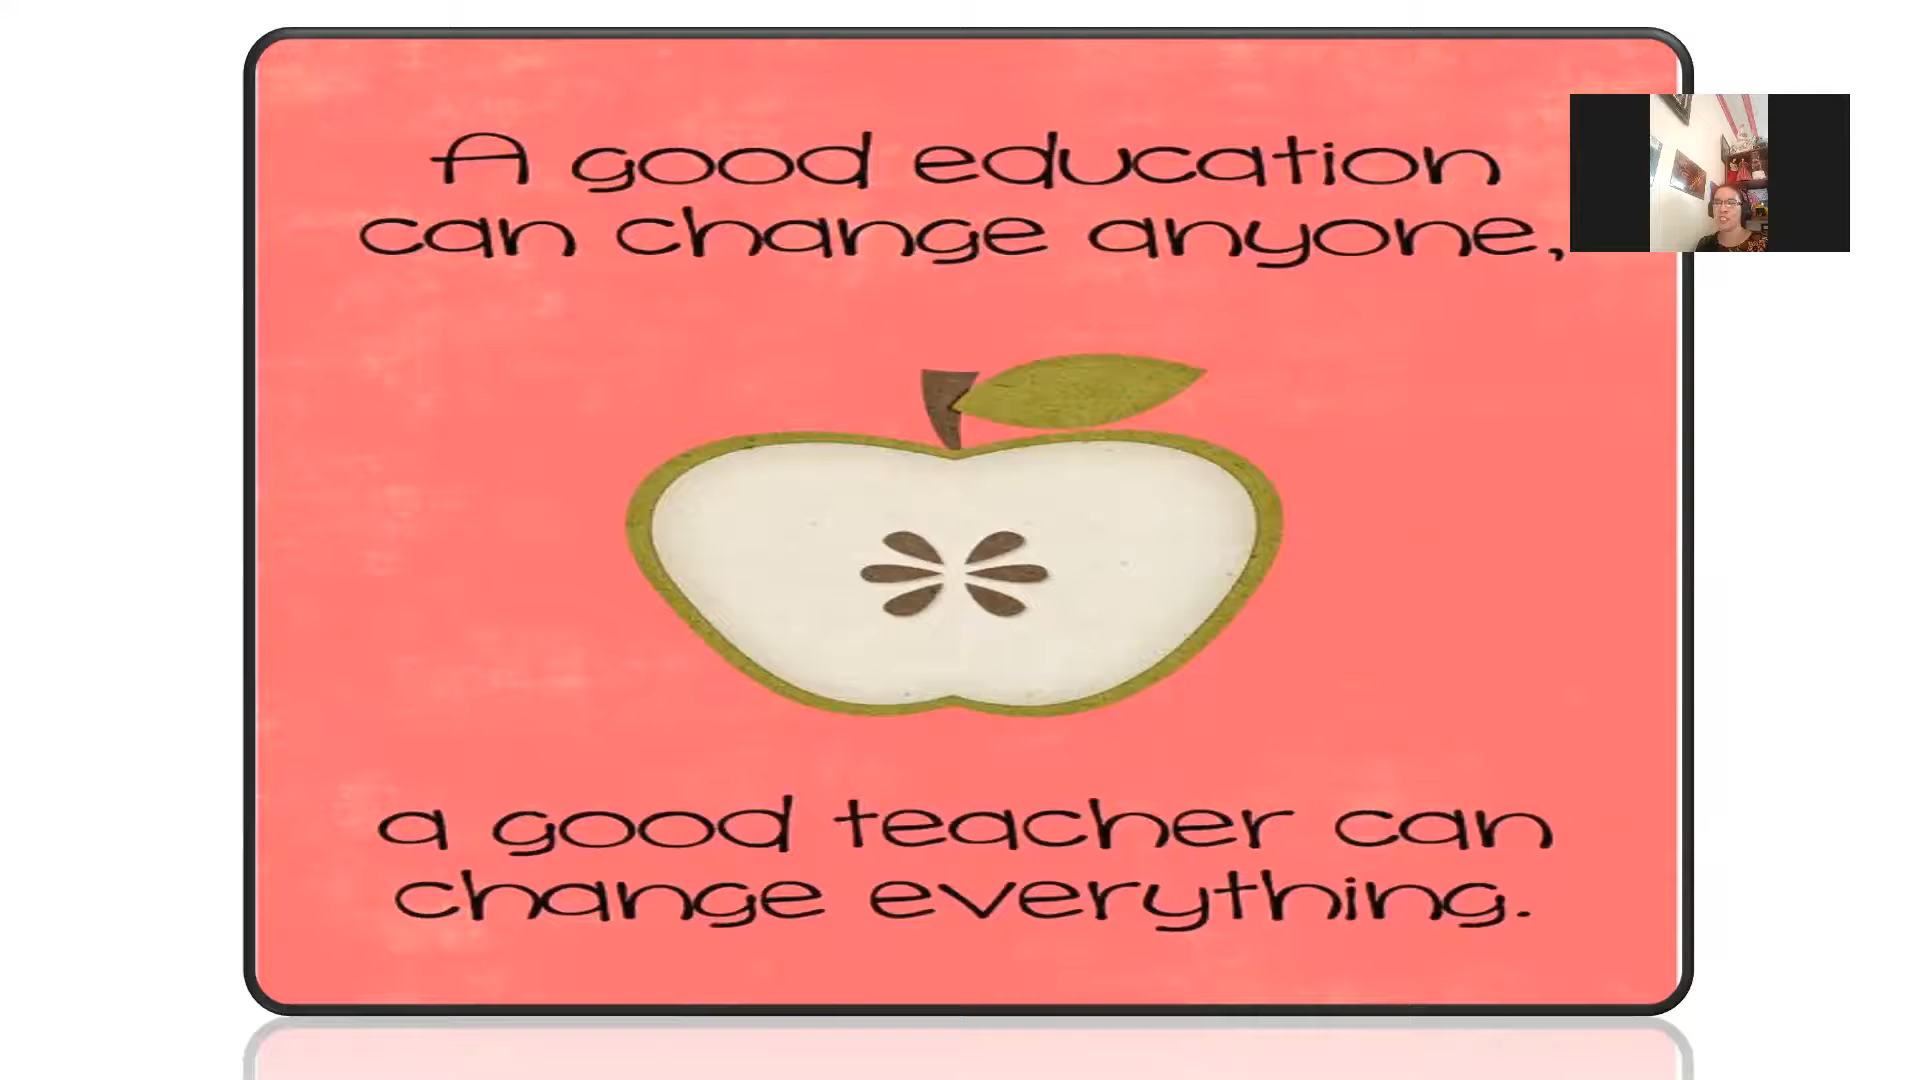 A good education
can change anyone,
a good teacher can
change everything.